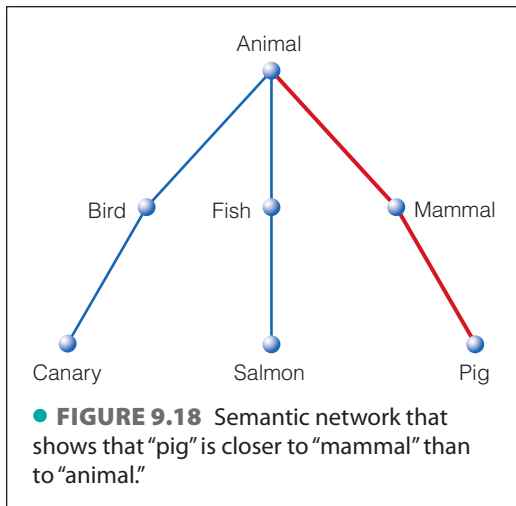 Animal
Bird Fish Mammal
Canary Salmon Pig
• FIGURE 9.18 Semantic network that
shows that “pig” is closer to “mammal” than
to “animal.”